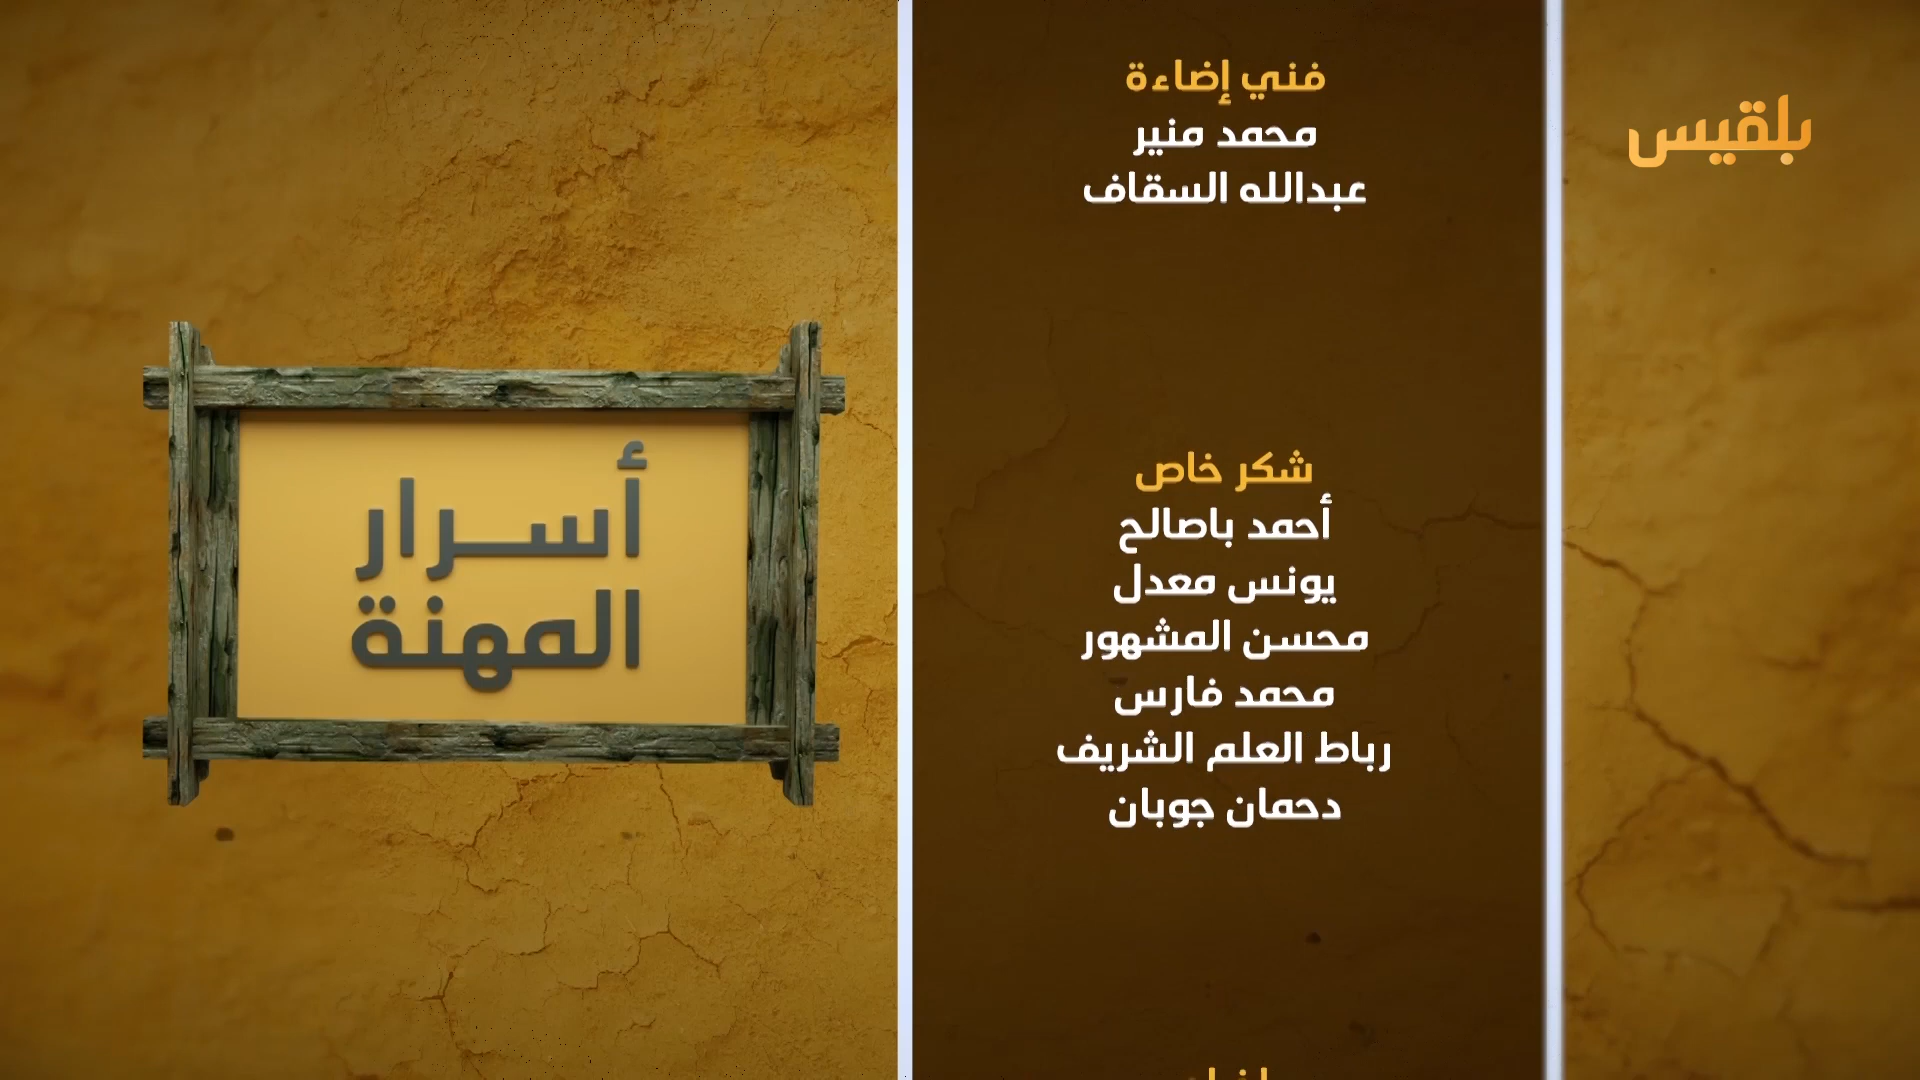 بلقيس
فني إضاءة
محمد منير
عبدالله السقاف
شكر خاص
أحمد باصالح
يونس معدل
محسن المشهور
محمد فارس
رباط العلم الشريف
دحمان جوبان
أسرار
المهنة